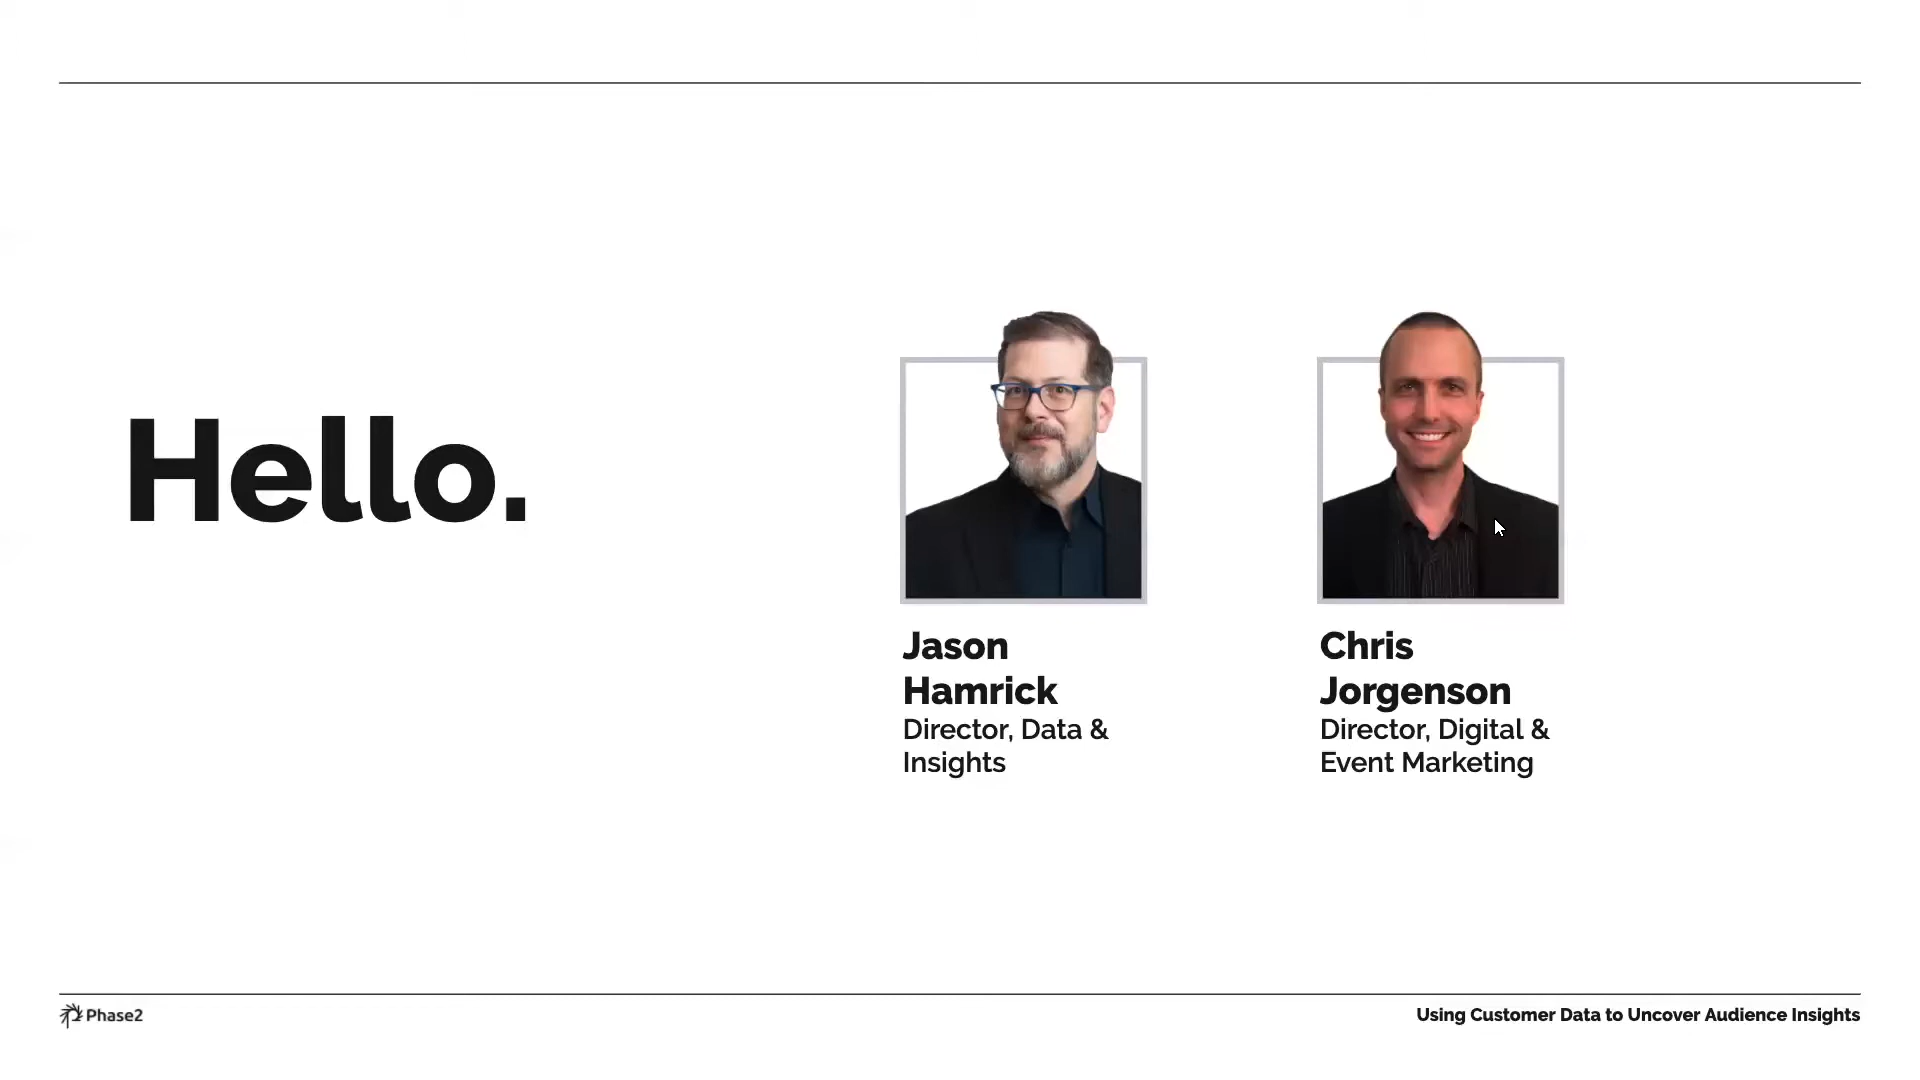 Hello.
Jason
Hamrick
Director, Data &
Insights
Chris
Jorgenson
Director, Digital &
Event Marketing
Phase2
Using Customer Data to Uncover Audience Insights